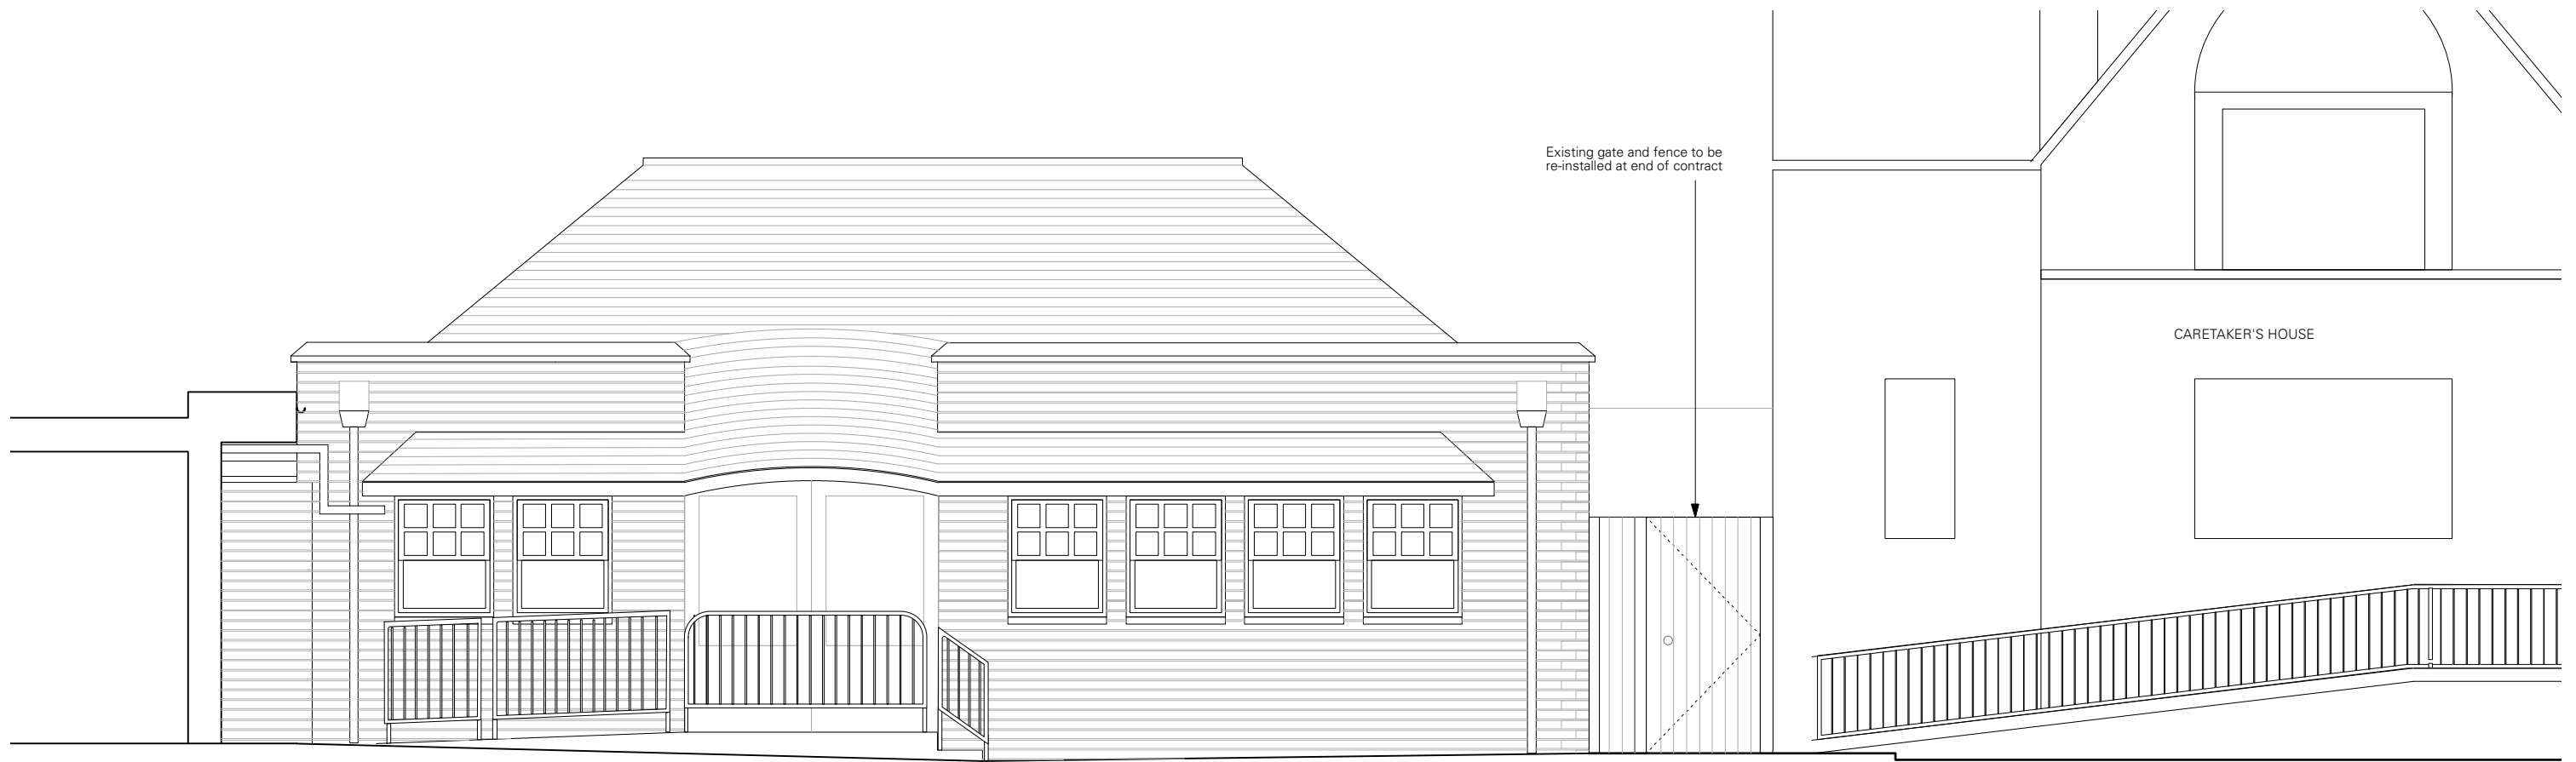 Existing gate and fence to be
re-installed at end of contract
CARETAKER'S HOUSE